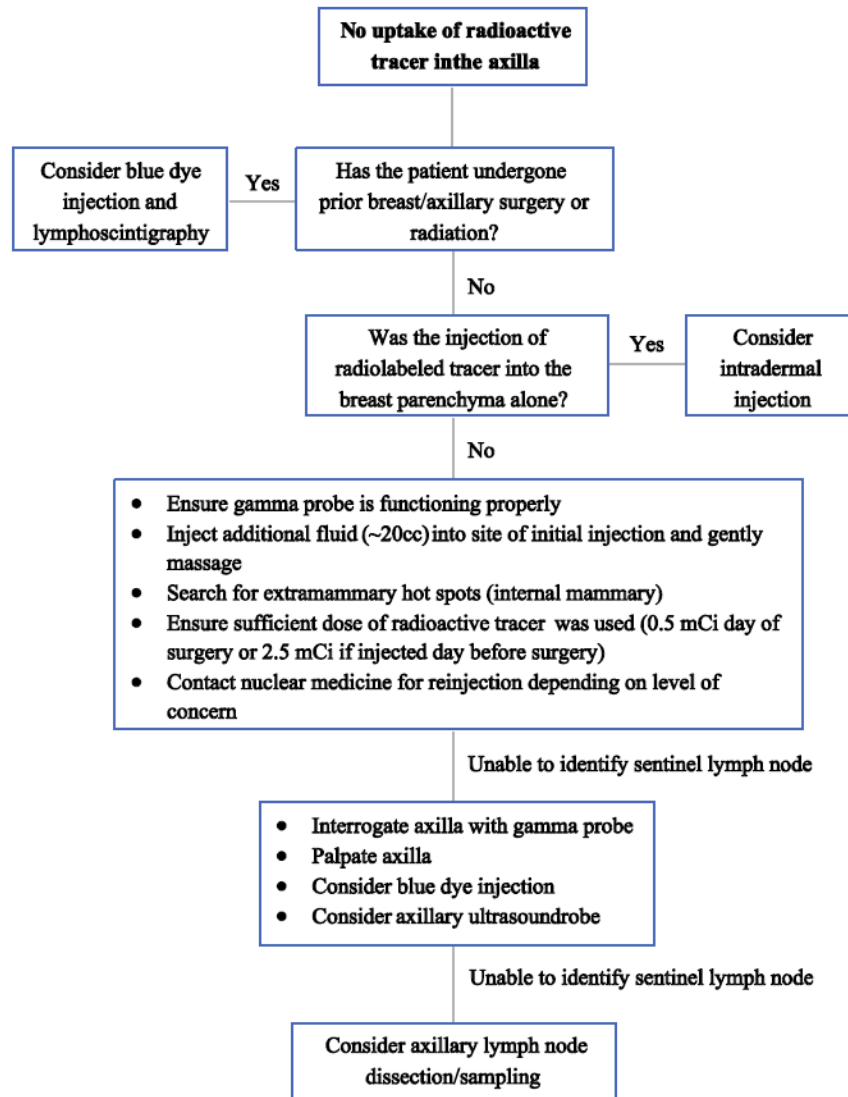 No uptake of radioactive
tracer inthe axilla
Consider blue dye
injection and
lymphoscintigraphy
Yes
Has the patient undergone
prior breast/axillary surgery or
radiation?
No
Was the injection of
radiolabeled tracer into the
breast parenchyma alone?
Yes
Consider
intradermal
injection
No
• Ensure gamma probe is functioning properly
• Inject additional fluid (~20cc) into site of initial injection and gently
massage
• Search for extramammary hot spots (internal mammary)
• Ensure sufficient dose of radioactive tracer was used (0.5 mCi day of
surgery or 2.5 mCi if injected day before surgery)
• Contact nuclear medicine for reinjection depending on level of
concern
Unable to identify sentinel lymph node
• Interrogate axilla with gamma probe
• Palpate axilla
• Consider blue dye injection
• Consider axillary ultrasoundrobe
Unable to identify sentinel lymph node
Consider axillary lymph node
dissection/sampling